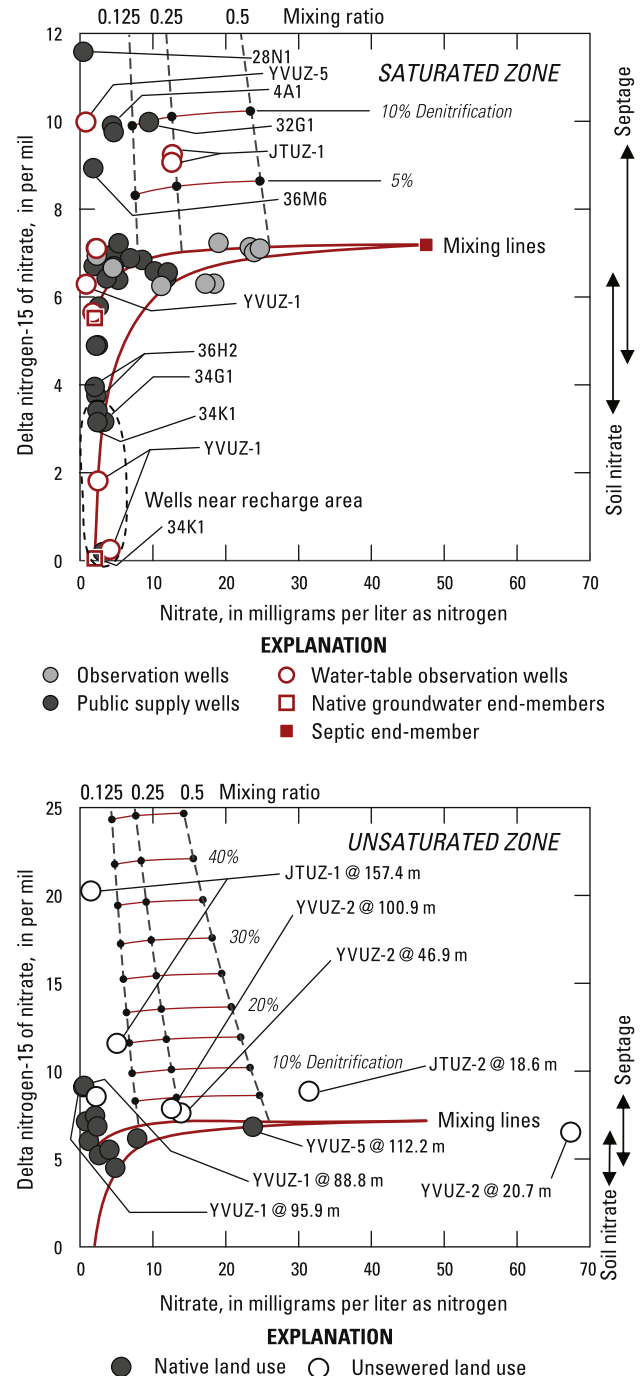 0.125 0.25 0.5 Mixing ratio
12
28N1
YVUZ-5
SATURATED ZONE
4A1
10
10% Denitrification
32G1
JTUZ-1
5%
36M6
8
Mixing lines
6
YVUZ-1
36H2
4
34G1
34K1
YVUZ-1
2
Wells near recharge area
34K1
0
0 10 20 30 40 50 60 70
Delta nitrogen-15 of nitrate, in per mil
Septage
Soil nitrate
Nitrate, in milligrams per liter as nitrogen
EXPLANATION
Observation wells
Public supply wells
Water-table observation wells
Native groundwater end-members
Septic end-member
0.125 0.25 0.5 Mixing ratio
25
UNSATURATED ZONE
40%
JTUZ-1 @ 157.4 m
20
YVUZ-2 @ 100.9 m
30%
YVUZ-2 @ 46.9 m
15
20%
10% Denitrification
JTUZ-2 @ 18.6 m
10
Mixing lines
YVUZ-5 @ 112.2 m
5
YVUZ-1 @ 88.8 m
YVUZ-2 @ 20.7 m
YVUZ-1 @ 95.9 m
0
0 10 20 30 40 50 60 70
Delta nitrogen-15 of nitrate, in per mil
Septage
Soil nitrate
Nitrate, in milligrams per liter as nitrogen
EXPLANATION
Native land use Unsewered land use